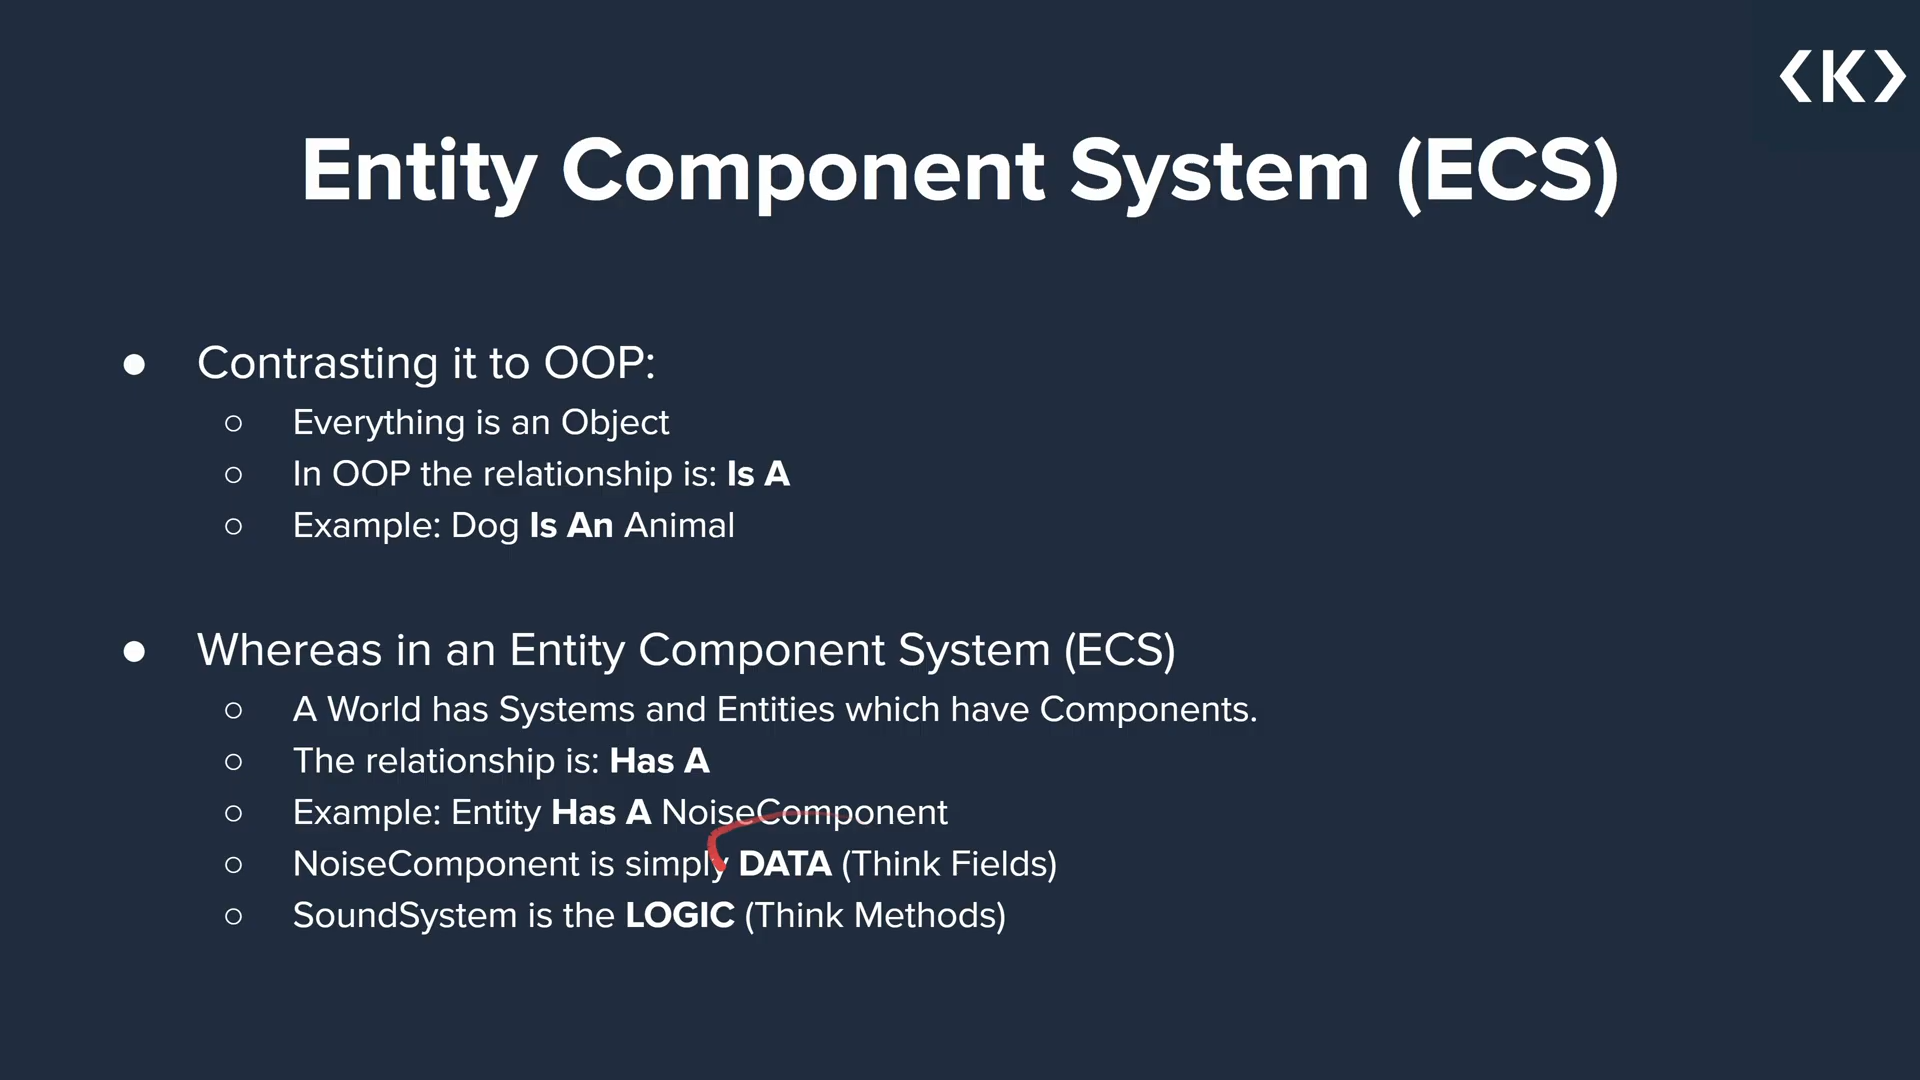 <K>
Entity Component System (ECS)
● Contrasting it to OOP:
○ Everything is an Object
○ In OOP the relationship is: Is A
○ Example: Dog Is An Animal
● Whereas in an Entity Component System (ECS)
○ A World has Systems and Entities which have Components.
○ The relationship is: Has A
○ Example: Entity Has A NoiseComponent
○ NoiseComponent is simply DATA (Think Fields)
○ SoundSystem is the LOGIC (Think Methods)